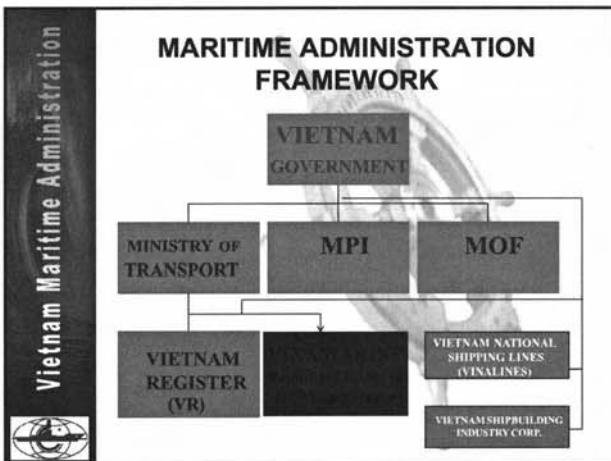 Vietnam Maritime Administration
MARITIME ADMINISTRATION
FRAMEWORK
VIETNAM
GOVERNMENT
MINISTRY OF
TRANSPORT
MPI
MOF
VIETNAM
REGISTER
(VR)
VINAMARINE
VIETNAM NATIONAL
SHIPPING LINES
(VINALINES)
VIETNAM SHIPBUILDING
INDUSTRY CORP.